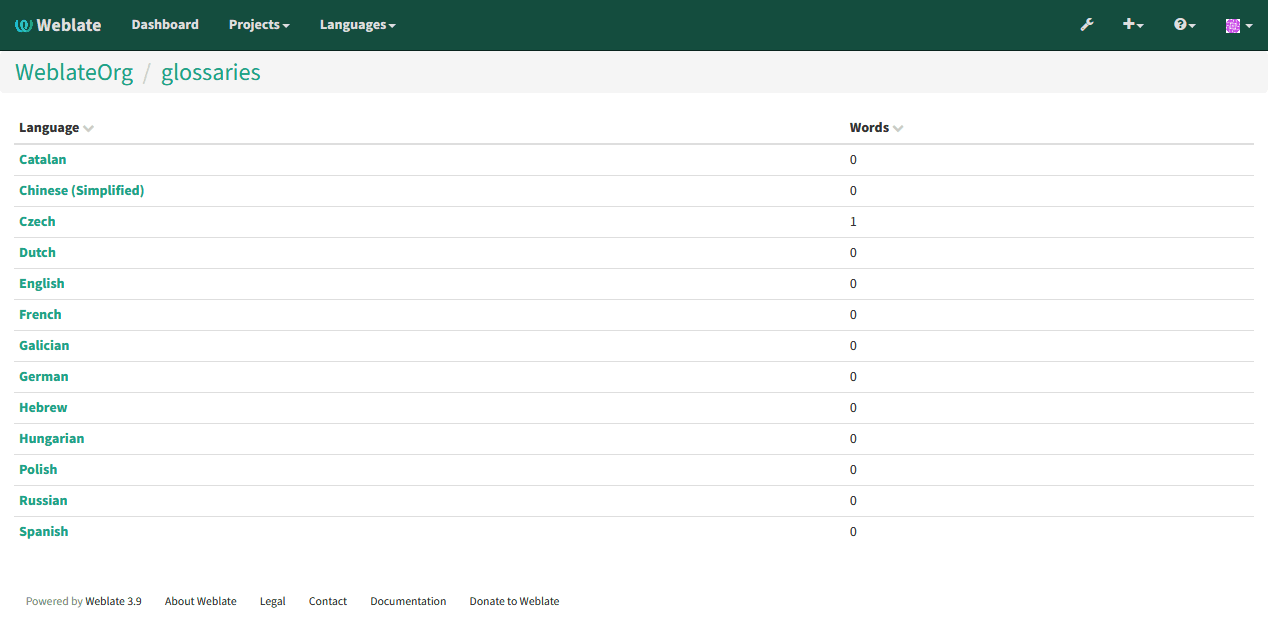 Weblate Dashboard Projects Languages
WeblateOrg / glossaries
Language Words
Catalan 0
Chinese (Simplified) 0
Czech 1
Dutch 0
English 0
French 0
Galician 0
German 0
Hebrew 0
Hungarian 0
Polish 0
Russian 0
Spanish 0
Powered by Weblate 3.9 About Weblate Legal Contact Documentation Donate to Weblate